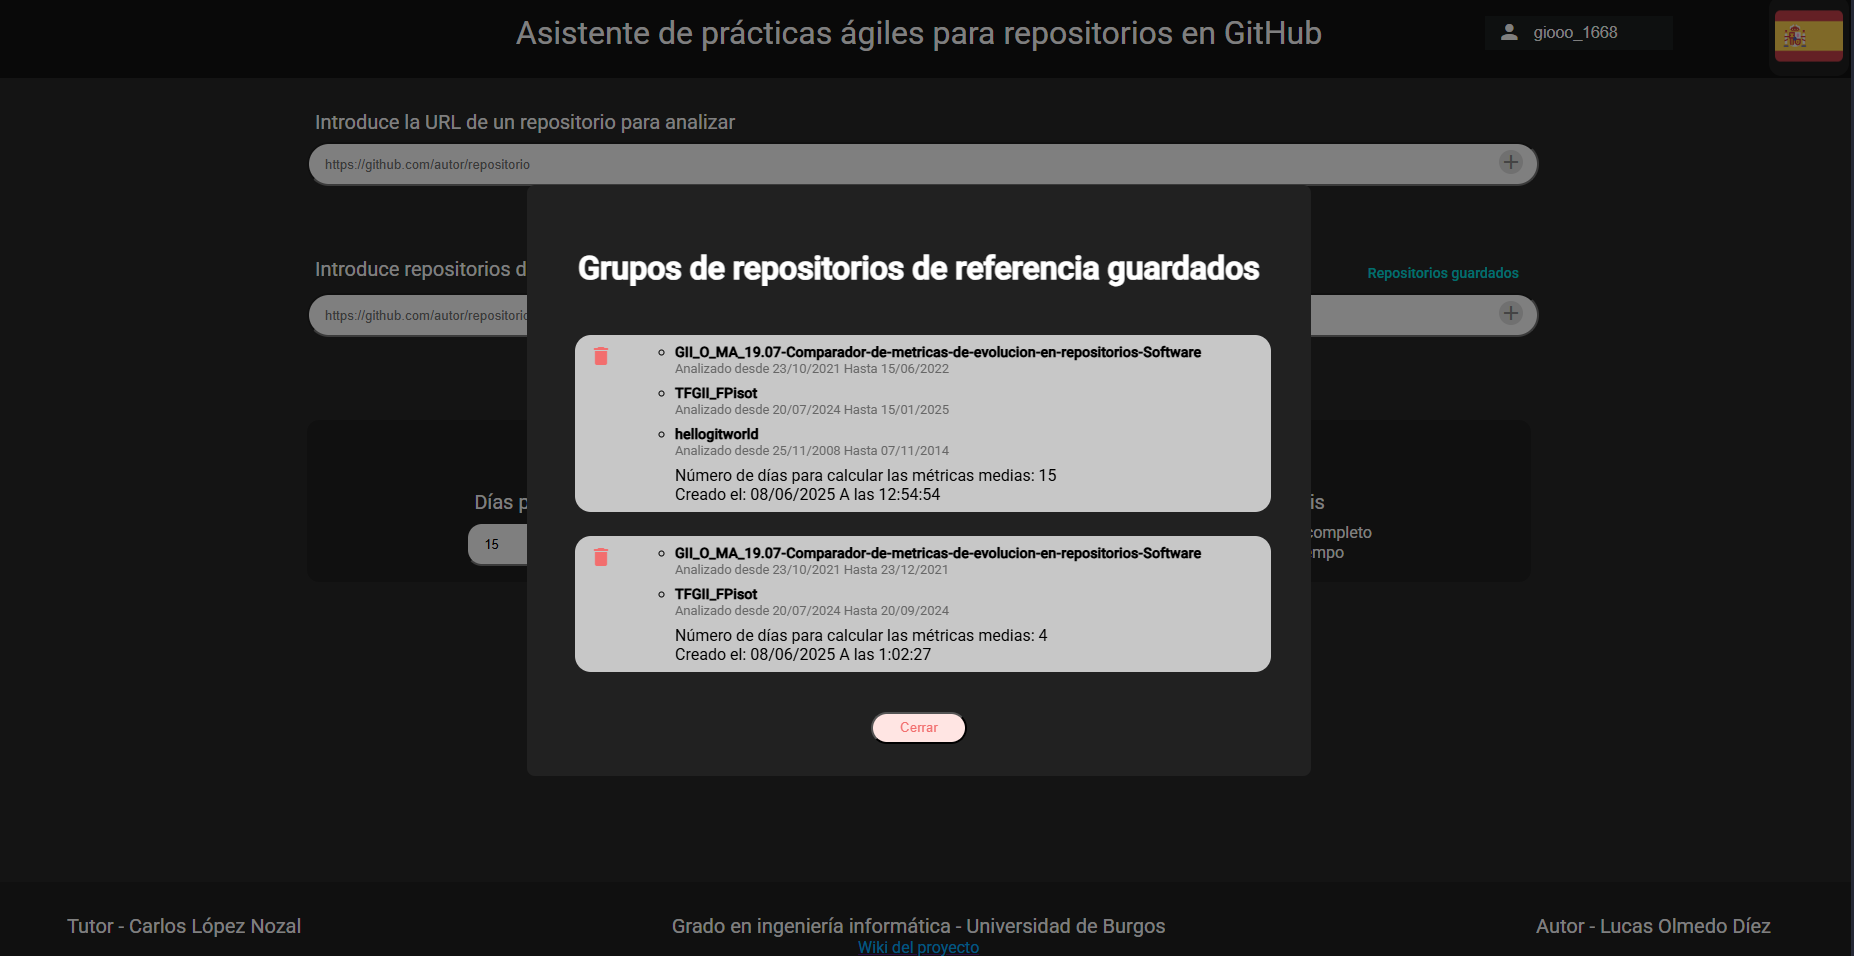 Asistente de prácticas ágiles para repositorios en GitHub
giooo_1668
Introduce la URL de un repositorio para analizar
https://github.com/autor/repositorio
Introduce repositorios d
Repositorios guardados
https://github.com/autor/repositorio
Grupos de repositorios de referencia guardados
GII_O_MA_19.07-Comparador-de-metricas-de-evolucion-en-repositorios-Software
Analizado desde 23/10/2021 Hasta 15/06/2022
TFGII_FPisot
Analizado desde 20/07/2024 Hasta 15/01/2025
hellogitworld
Analizado desde 25/11/2008 Hasta 07/11/2014
Número de días para calcular las métricas medias: 15
Creado el: 08/06/2025 A las 12:54:54
GII_O_MA_19.07-Comparador-de-metricas-de-evolucion-en-repositorios-Software
Analizado desde 23/10/2021 Hasta 23/12/2021
TFGII_FPisot
Analizado desde 20/07/2024 Hasta 20/09/2024
Número de días para calcular las métricas medias: 4
Creado el: 08/06/2025 A las 1:02:27
Cerrar
Días p
15
is
completo
empo
Tutor - Carlos López Nozal
Grado en ingeniería informática - Universidad de Burgos
Wiki del proyecto
Autor - Lucas Olmedo Díez